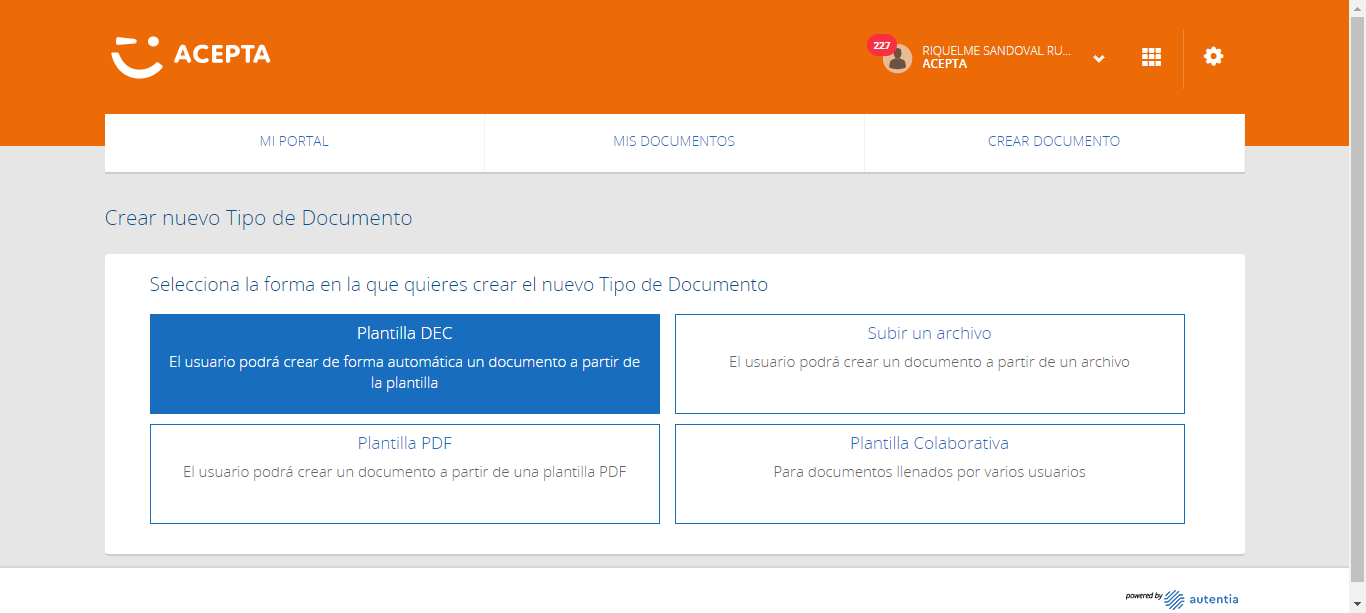 ACEPTA
227
RIQUELME SANDOVAL RU...
ACEPTA
MI PORTAL
MIS DOCUMENTOS
CREAR DOCUMENTO
Crear nuevo Tipo de Documento
Selecciona la forma en la que quieres crear el nuevo Tipo de Documento
Plantilla DEC
El usuario podrá crear de forma automática un documento a partir de
la plantilla
Subir un archivo
El usuario podrá crear un documento a partir de un archivo
Plantilla PDF
El usuario podrá crear un documento a partir de una plantilla PDF
Plantilla Colaborativa
Para documentos llenados por varios usuarios
powered by autentia